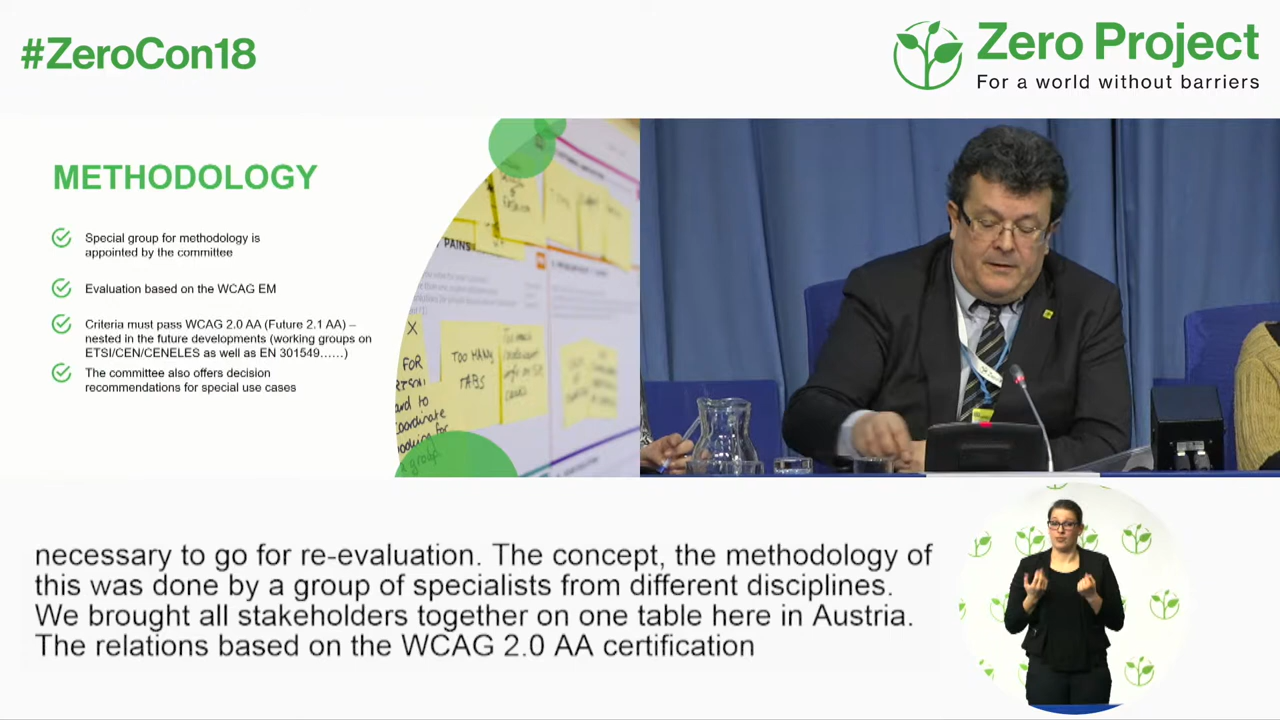 #ZeroCon18
Zero Project
For a world without barriers
METHODOLOGY
Special group for methodology is
appointed by the committee
Evaluation based on the WCAG EM
Criteria must pass WCAG 2.0 AA (Future 2.1 AA) –
nested in the future developments (working groups on
ETSI/CEN/CENELES as well as EN 301549……)
The committee also offers decision
recommendations for special use cases
PAINS
X
FOR
TOO MANY
TABS
and to
group
necessary to go for re-evaluation. The concept, the methodology of
this was done by a group of specialists from different disciplines.
We brought all stakeholders together on one table here in Austria.
The relations based on the WCAG 2.0 AA certification